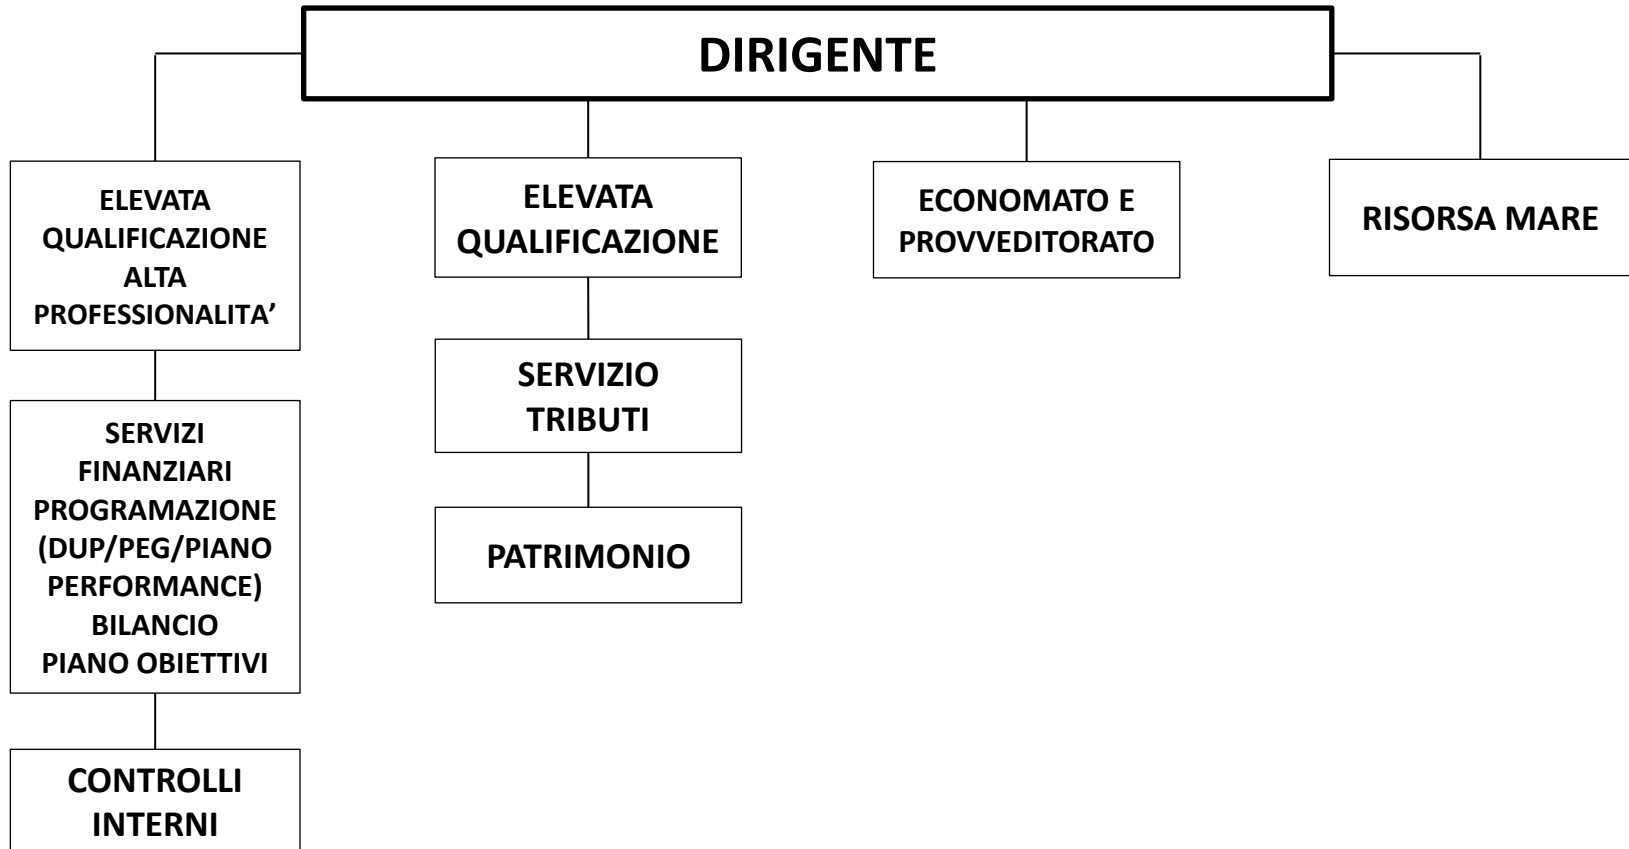 DIRIGENTE
ELEVATA
QUALIFICAZIONE
ALTA
PROFESSIONALITA’
SERVIZI
FINANZIARI
PROGRAMAZIONE
(DUP/PEG/PIANO
PERFORMANCE)
BILANCIO
PIANO OBIETTIVI
CONTROLLI
INTERNI
ELEVATA
QUALIFICAZIONE
SERVIZIO
TRIBUTI
PATRIMONIO
ECONOMATO E
PROVVEDITORATO
RISORSA MARE